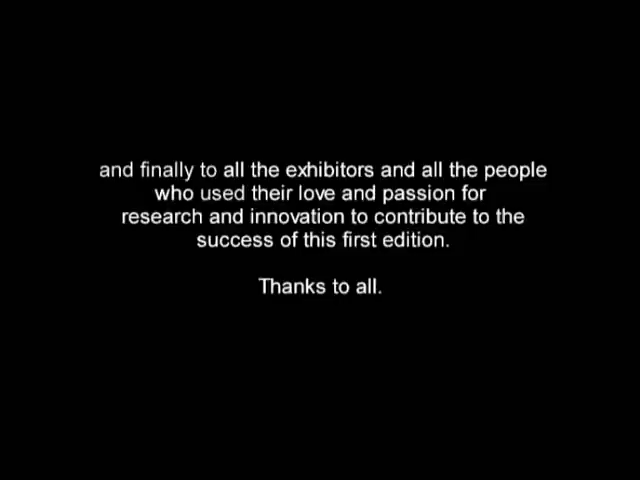 and finally to all the exhibitors and all the people
who used their love and passion for
research and innovation to contribute to the
success of this first edition.
Thanks to all.